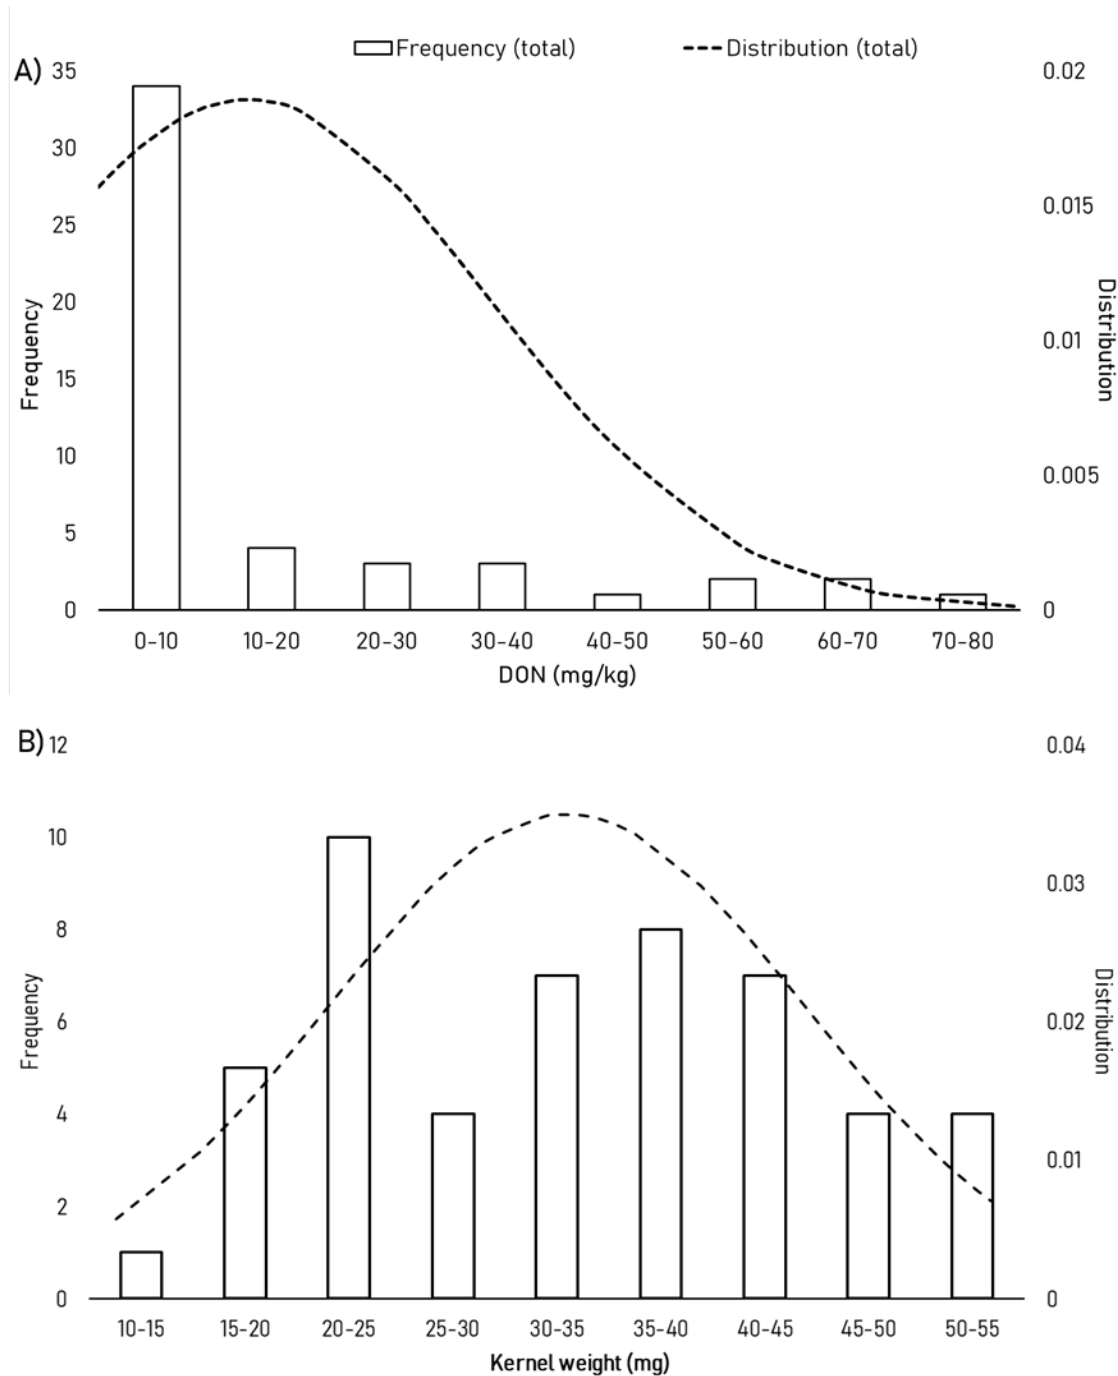 Frequency (total) Distribution (total)
A)
35
30
25
20
15
10
5
0
Frequency
0.02
0.015
0.01
0.005
0
Distribution
0-10 10-20 20-30 30-40 40-50 50-60 60-70 70-80
DON (mg/kg)
B)
12
10
8
6
4
2
0
Frequency
0.04
0.03
0.02
0.01
0
Distribution
10-15 15-20 20-25 25-30 30-35 35-40 40-45 45-50 50-55
Kernel weight (mg)